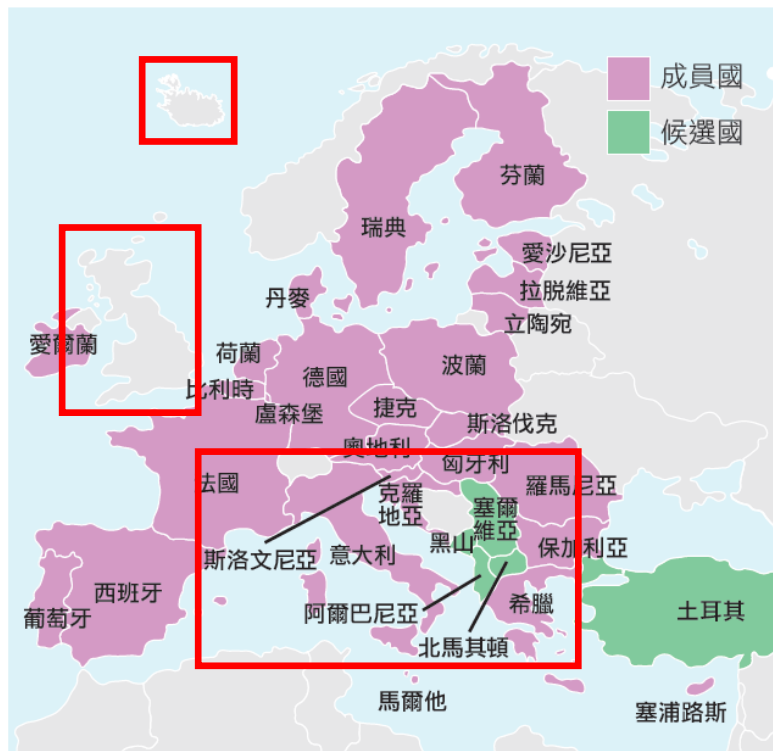 成員國
候選國
芬蘭
瑞典
愛沙尼亞
拉脱維亞
丹麥
立陶宛
愛爾蘭
荷蘭
波蘭
德國
比利時
捷克
盧森堡
斯洛伐克
奧地利
匈牙利
法國
羅馬尼亞
克羅
地亞
塞爾
維亞
黑山
保加利亞
斯洛文尼亞
意大利
西班牙
葡萄牙
阿爾巴尼亞
希臘
土耳其
北馬其頓
馬爾他
塞浦路斯